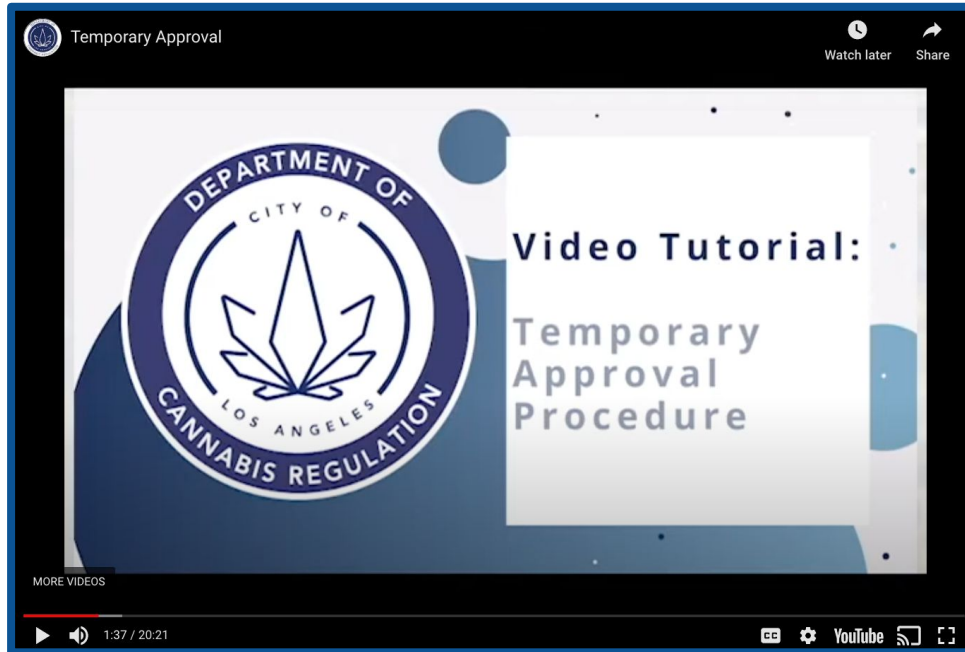 Temporary Approval
Watch later
Share
DEPARTMENT OF
CITY OF
LOS ANGELES
CANNABIS REGULATION
Video Tutorial:
Temporary
Approval
Procedure
MORE VIDEOS
1:37 / 20:21
CC
YouTube